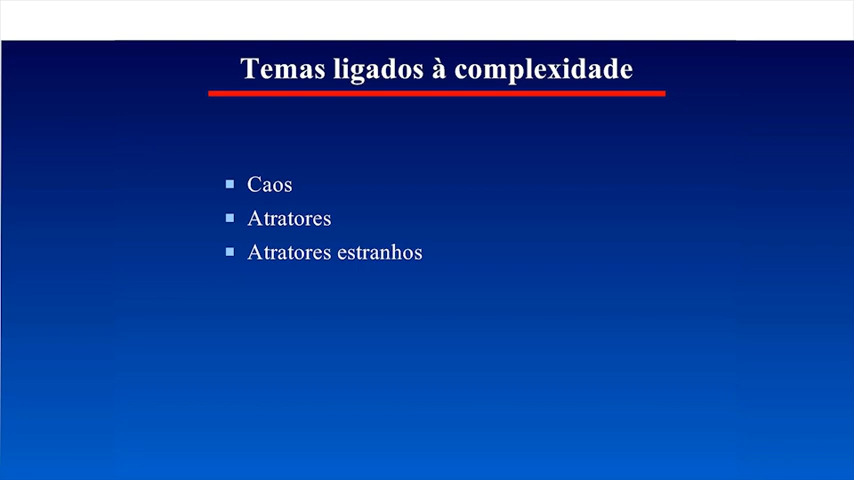 Temas ligados à complexidade
Caos
Atratores
Atratores estranhos